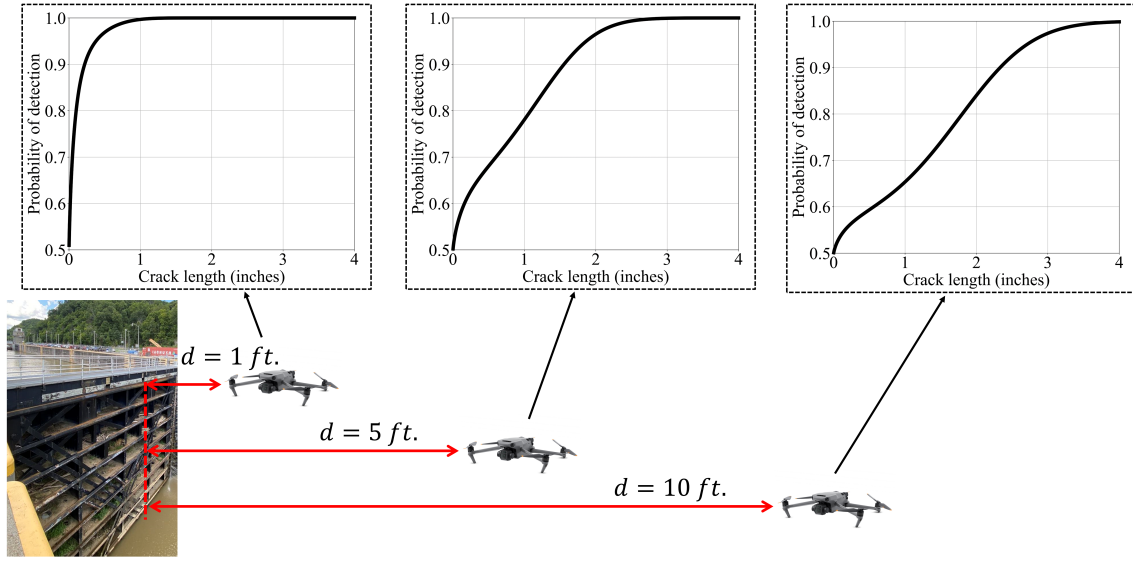 1.0
0.9
0.8
0.7
0.6
0.5
Probability of detection
0 1 2 3 4
Crack length (inches)
1.0
0.9
0.8
0.7
0.6
0.5
Probability of detection
0 1 2 3 4
Crack length (inches)
1.0
0.9
0.8
0.7
0.6
0.5
Probability of detection
0 1 2 3 4
Crack length (inches)
d = 1 ft.
d = 5 ft.
d = 10 ft.